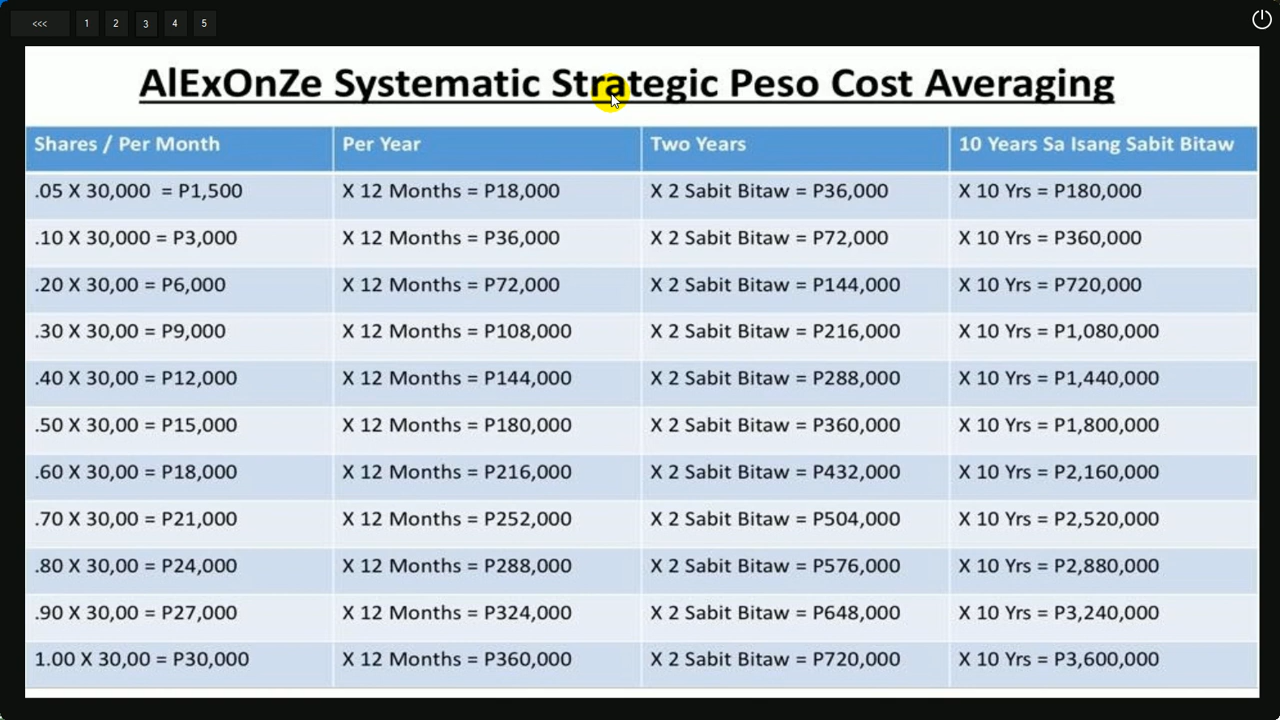 <<< 1 2 3 4 5
AlExOnZe Systematic Strategic Peso Cost Averaging
Shares / Per Month Per Year Two Years 10 Years Sa Isang Sabit Bitaw
.05 X 30,000 = P1,500 X 12 Months = P18,000 X 2 Sabit Bitaw = P36,000 X 10 Yrs = P180,000
.10 X 30,000 = P3,000 X 12 Months = P36,000 X 2 Sabit Bitaw = P72,000 X 10 Yrs = P360,000
.20 X 30,00 = P6,000 X 12 Months = P72,000 X 2 Sabit Bitaw = P144,000 X 10 Yrs = P720,000
.30 X 30,00 = P9,000 X 12 Months = P108,000 X 2 Sabit Bitaw = P216,000 X 10 Yrs = P1,080,000
.40 X 30,00 = P12,000 X 12 Months = P144,000 X 2 Sabit Bitaw = P288,000 X 10 Yrs = P1,440,000
.50 X 30,00 = P15,000 X 12 Months = P180,000 X 2 Sabit Bitaw = P360,000 X 10 Yrs = P1,800,000
.60 X 30,00 = P18,000 X 12 Months = P216,000 X 2 Sabit Bitaw = P432,000 X 10 Yrs = P2,160,000
.70 X 30,00 = P21,000 X 12 Months = P252,000 X 2 Sabit Bitaw = P504,000 X 10 Yrs = P2,520,000
.80 X 30,00 = P24,000 X 12 Months = P288,000 X 2 Sabit Bitaw = P576,000 X 10 Yrs = P2,880,000
.90 X 30,00 = P27,000 X 12 Months = P324,000 X 2 Sabit Bitaw = P648,000 X 10 Yrs = P3,240,000
1.00 X 30,00 = P30,000 X 12 Months = P360,000 X 2 Sabit Bitaw = P720,000 X 10 Yrs = P3,600,000